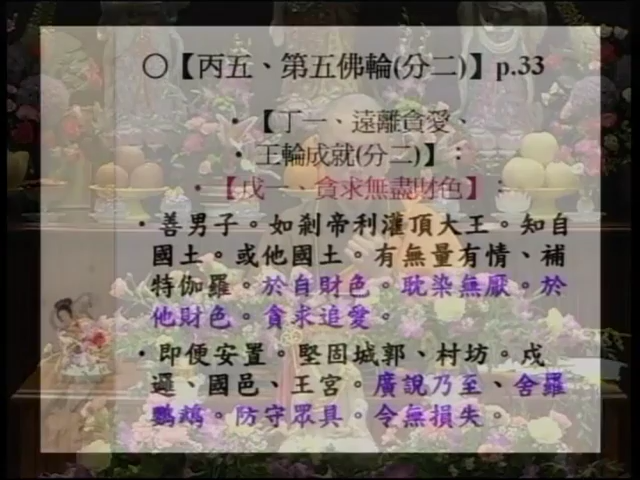 ○【丙五、第五佛輪(分二)】p.33
•【丁一、遠離貪愛、
•王輪成就(分二)】：
•【戊一、貪求無盡財色】：
•善男子。如剎帝利灌頂大王。知自
國土。或他國土。有無量有情、補
特伽羅。於自財色。耽染無厭。於
他財色。貪求追愛。
•即便安置。堅固城郭、村坊。戍
邏、國邑、王宮。廣說乃至、舍羅
鸚鵡。防守眾具。令無損失。